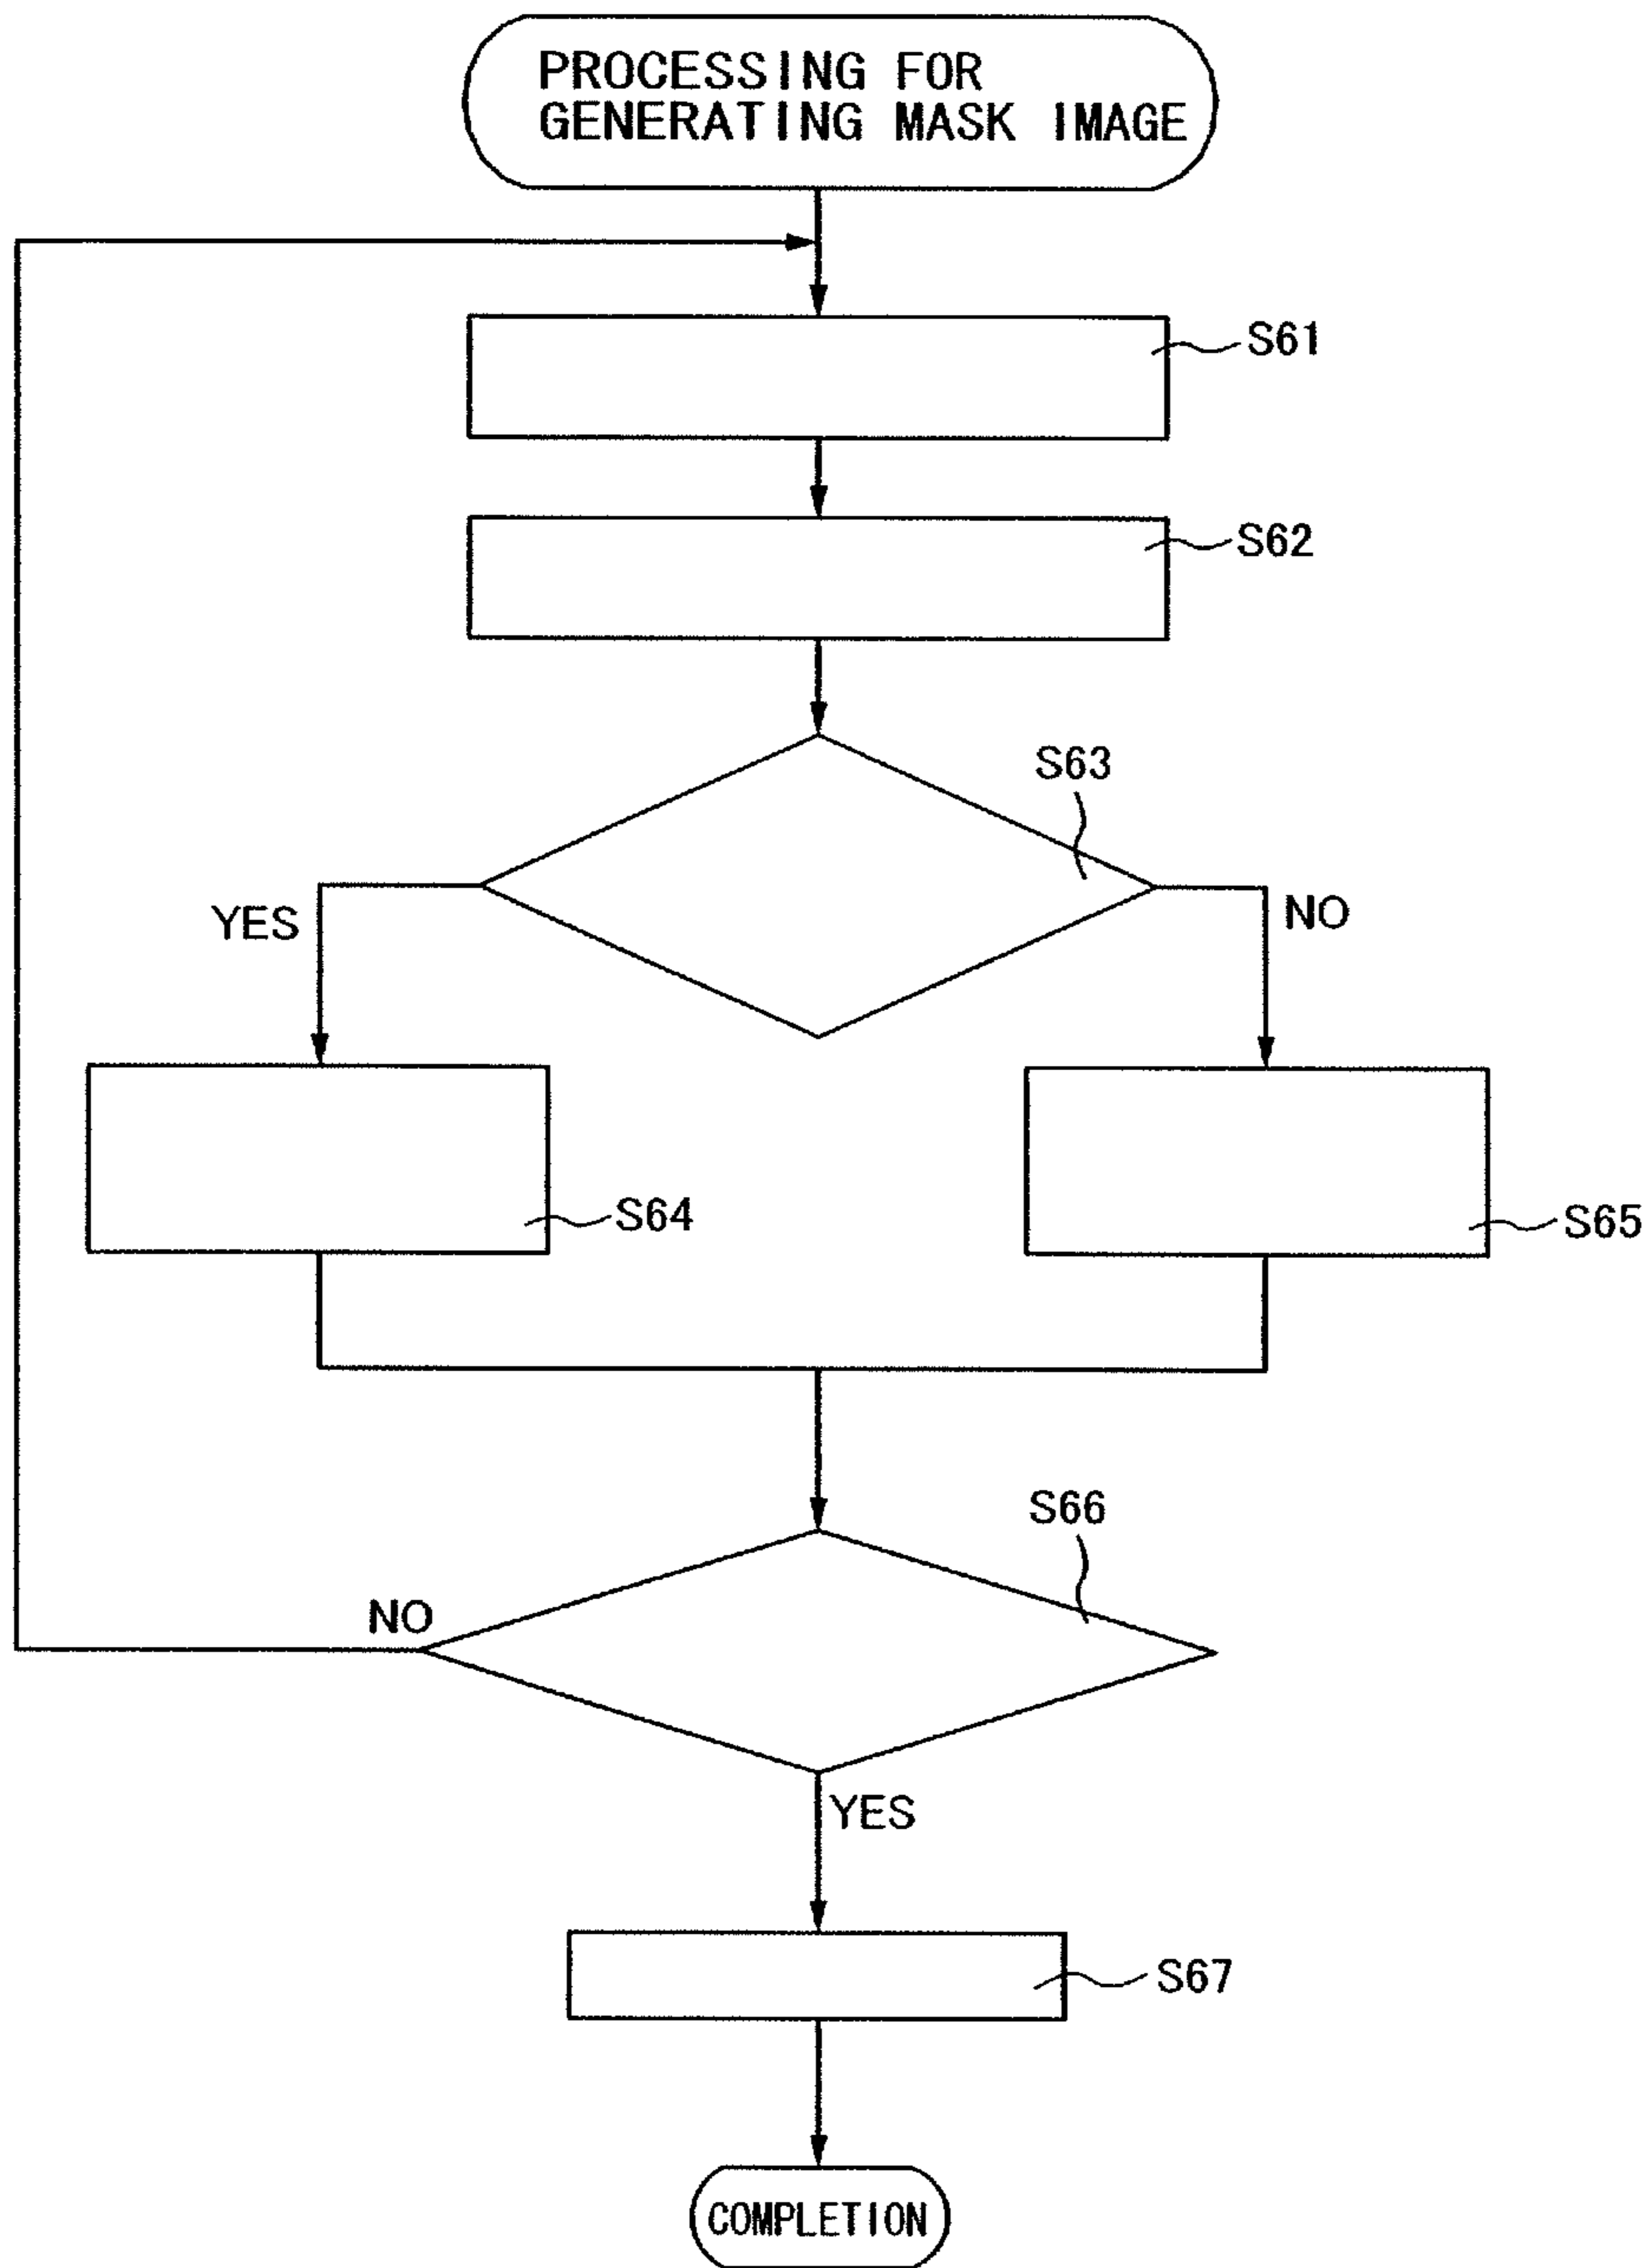 PROCESSING FOR
GENERATING MASK IMAGE
S61
S62
S63
YES
NO
S64
S65
S66
NO
YES
S67
COMPLETION